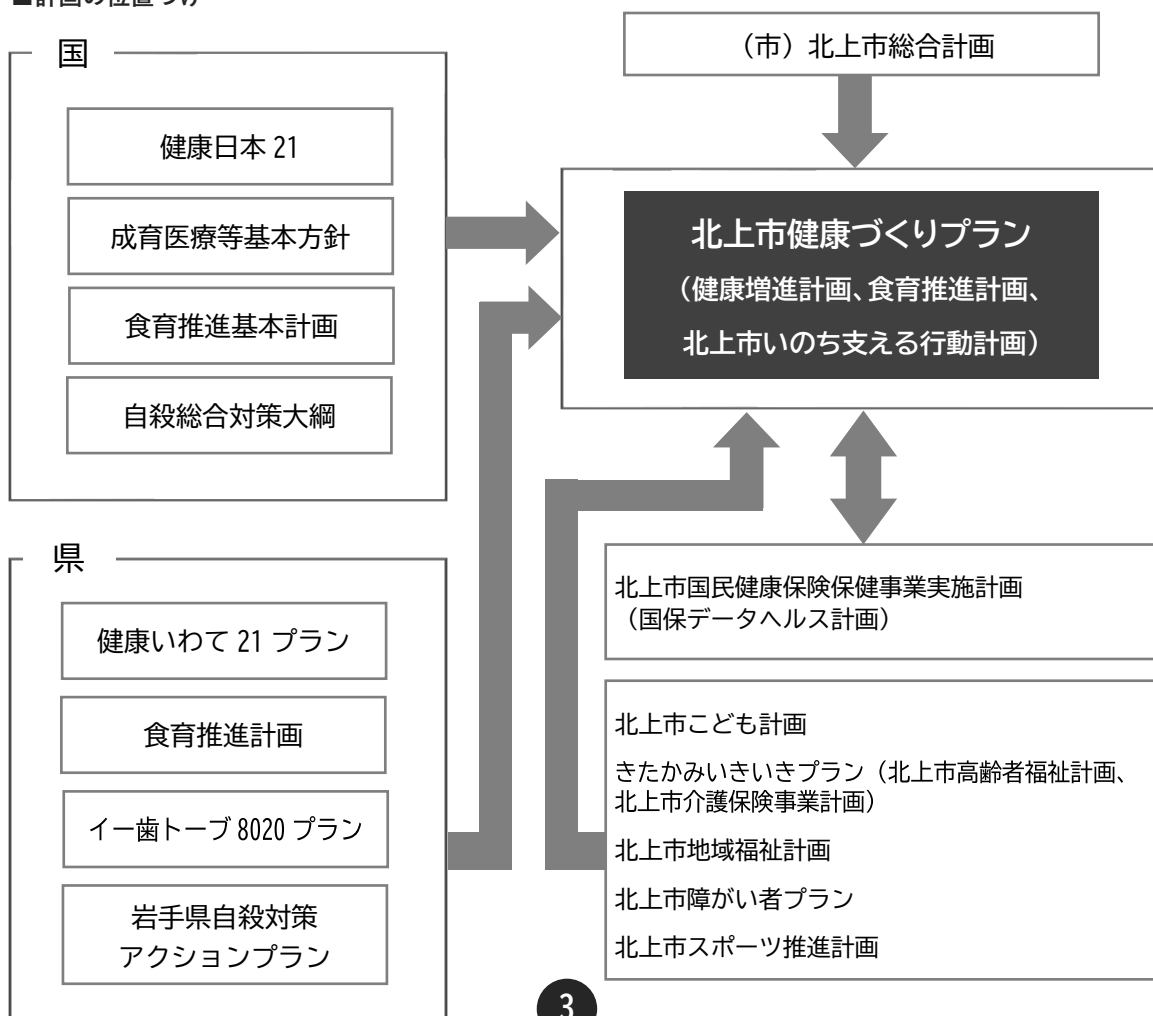 ■計画の位置づけ
国
健康日本 21
成育医療等基本方針
食育推進基本計画
自殺総合対策大綱
県
健康いわて 21 プラン
食育推進計画
イー歯トーブ 8020 プラン
岩手県自殺対策
アクションプラン
（市）北上市総合計画
北上市健康づくりプラン
（健康増進計画、食育推進計画、
北上市いのち支える行動計画）
北上市国民健康保険保健事業実施計画
（国保データヘルス計画）
北上市こども計画
きたかみいきいきプラン（北上市高齢者福祉計画、
北上市介護保険事業計画）
北上市地域福祉計画
北上市障がい者プラン
北上市スポーツ推進計画
3